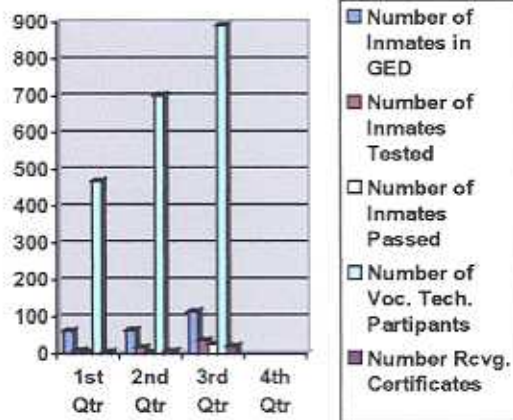 900
800
700
600
500
400
300
200
100
0
1st Qtr
2nd Qtr
3rd Qtr
4th Qtr
Number of
Inmates in
GED
Number of
Inmates
Tested
Number of
Inmates
Passed
Number of
Voc. Tech.
Partipants
Number Rcvg.
Certificates